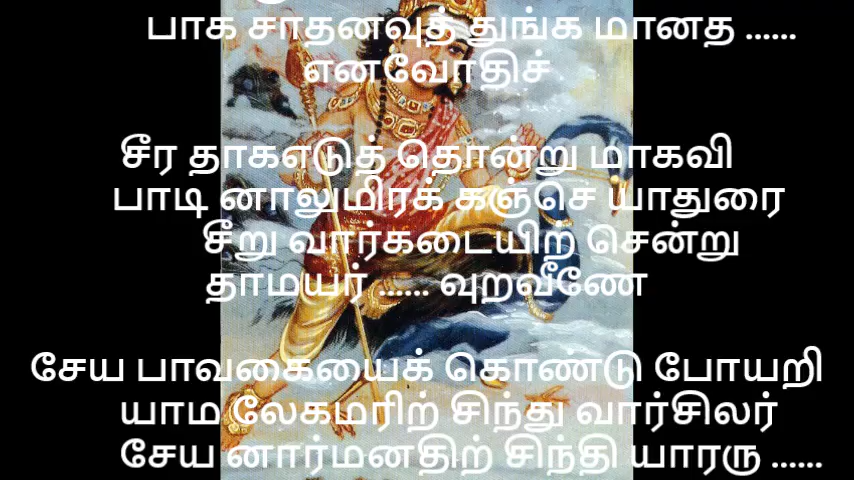 பாக சாதனவுத் துங்க மானத ......
எனவோதிச்
சீர தாகஎடுத் தொன்று மாகவி
பாடி னாலுமிரக் கஞ்செ யாதுரை
சீறு வார்கடையிற் சென்று
தாமயர் ...... வுறவீணே
சேய பாவகையைக் கொண்டு போயறி
யாம லேகமரிற் சிந்து வார்சிலர்
சேய னார்மனதிற் சிந்தி யாரரு ......